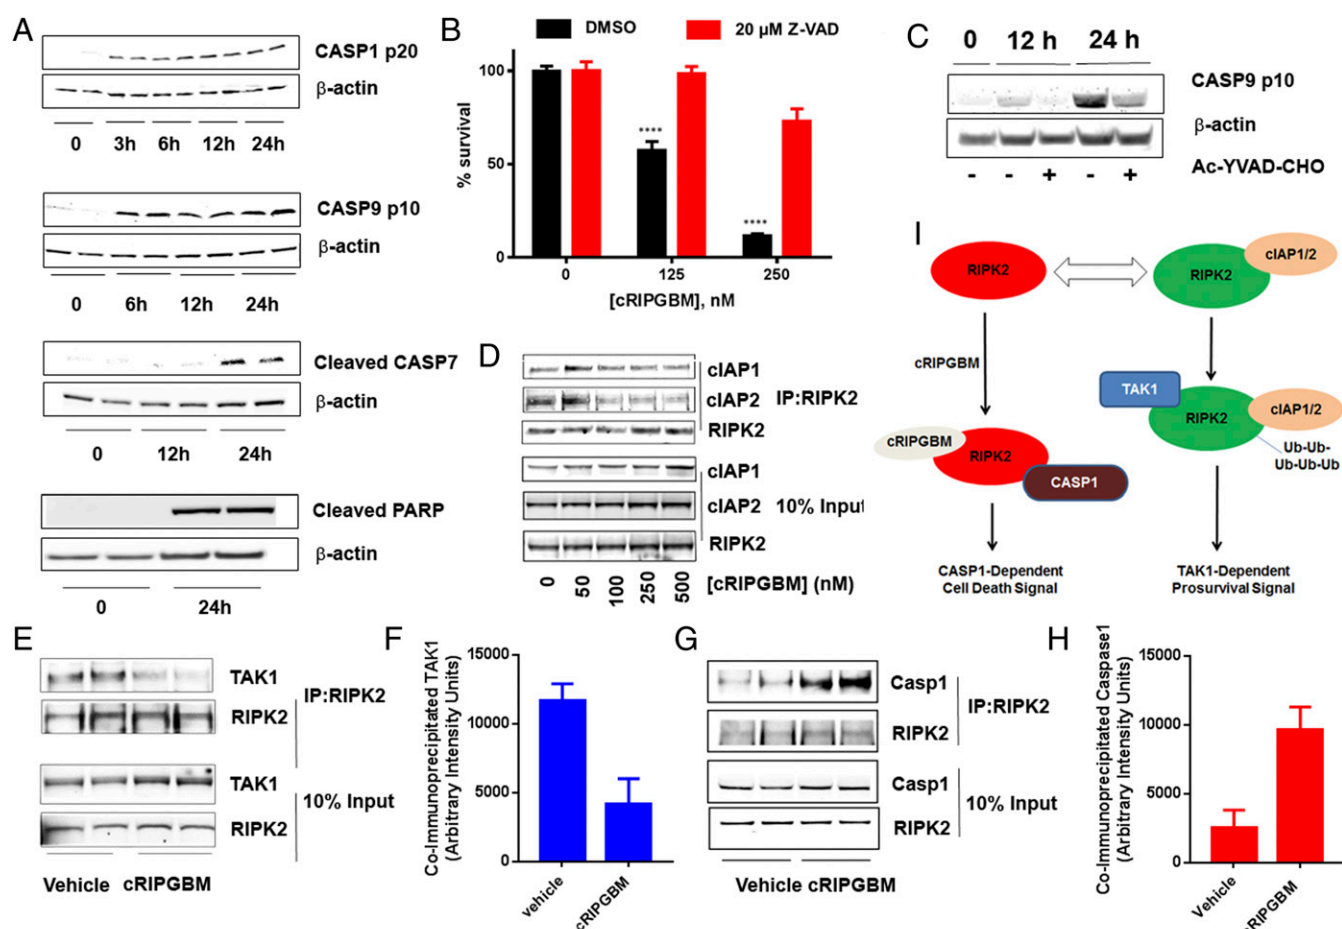 A
CASP1 p20
β-actin
0 3h 6h 12h 24h
CASP9 p10
β-actin
0 6h 12h 24h
Cleaved CASP7
β-actin
0 12h 24h
Cleaved PARP
β-actin
0 24h
B
DMSO 20 µM Z-VAD
% survival
100
50
0
**** ****
0 125 250
[cRIPGBM], nM
C
0 12 h 24 h
CASP9 p10
β-actin
- - + - + Ac-YVAD-CHO
D
cIAP1
cIAP2 IP:RIPK2
RIPK2
cIAP1
cIAP2 10% Input
RIPK2
0 50 100 250 500 [cRIPGBM] (nM)
I
RIPK2
RIPK2 cIAP1/2
cRIPGBM
TAK1
RIPK2 cIAP1/2
Ub-Ub-
Ub-Ub-Ub
cRIPGBM
RIPK2
CASP1
CASP1-Dependent
Cell Death Signal
TAK1-Dependent
Prosurvival Signal
E
TAK1
RIPK2
IP:RIPK2
TAK1
RIPK2
10% Input
Vehicle cRIPGBM
F
Co-Immunoprecipitated TAK1
(Arbitrary Intensity Units)
15000
10000
5000
0
vehicle
cRIPGBM
G
Casp1
RIPK2
IP:RIPK2
Casp1
RIPK2
10% Input
Vehicle cRIPGBM
H
Co-Immunoprecipitated Caspase1
(Arbitrary Intensity Units)
15000
10000
5000
0
Vehicle
cRIPGBM